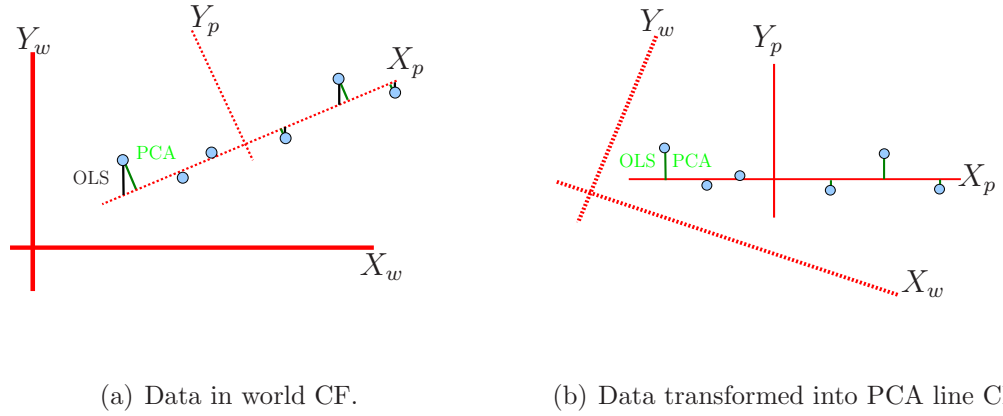 Y_p
Y_w
X_p
PCA
OLS
X_w
(a) Data in world CF.
Y_w
Y_p
OLS PCA
X_p
X_w
(b) Data transformed into PCA line C